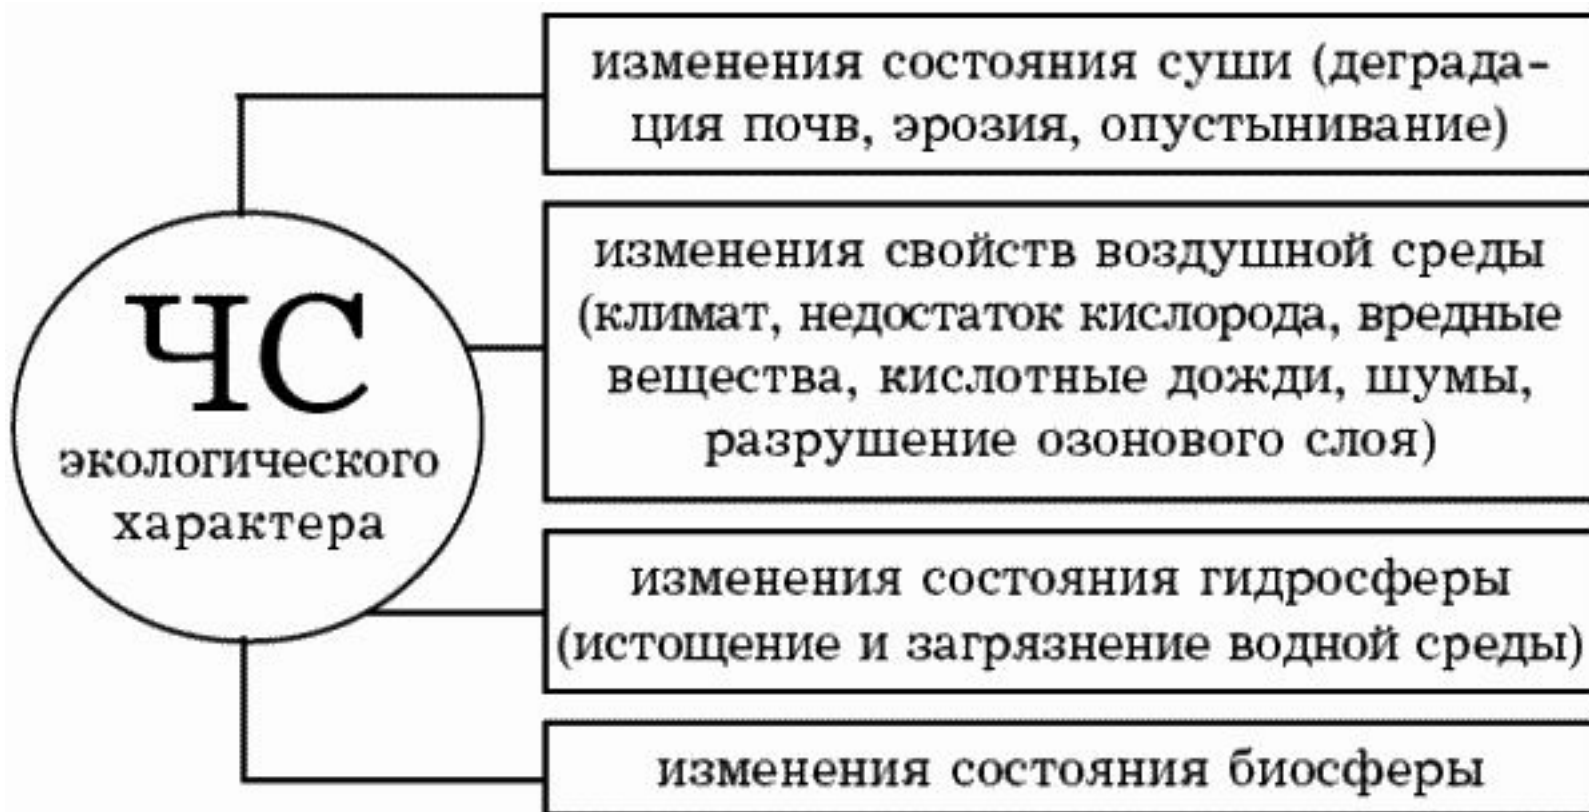 ЧС
экологического
характера
изменения состояния суши (деграда-
ция почв, эрозия, опустынивание)
изменения свойств воздушной среды
(климат, недостаток кислорода, вредные
вещества, кислотные дожди, шумы,
разрушение озонового слоя)
изменения состояния гидросферы
(истощение и загрязнение водной среды)
изменения состояния биосферы